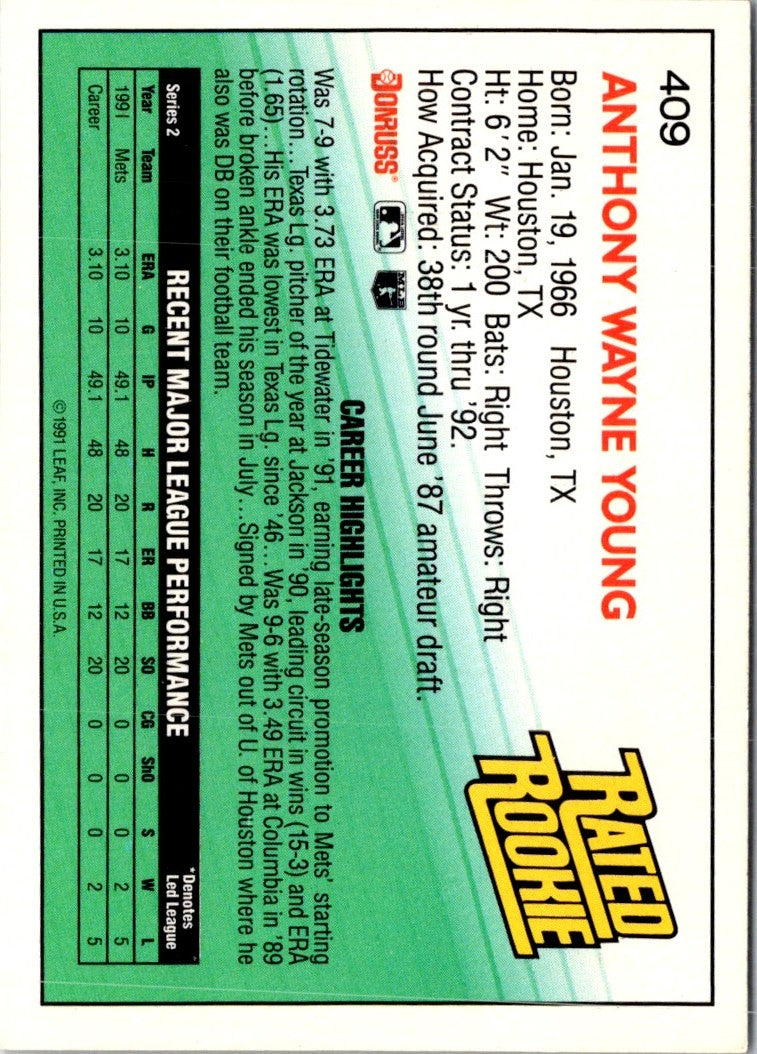 409
ANTHONY WAYNE YOUNG
RATED
ROOKIE
Born: Jan. 19, 1966 Houston, TX
Home: Houston, TX
Ht: 6'2" Wt: 200 Bats: Right Throws: Right
Contract Status: 1 yr. thru '92.
How Acquired: 38th round June '87 amateur draft.
DONRUSS
MLB
CAREER HIGHLIGHTS
Was 7-9 with 3.73 ERA at Tidewater in '91, earning late-season promotion to Mets' starting
rotation... Texas Lg. pitcher of the year at Jackson in '90, leading circuit in wins (15-3) and ERA
(1.65)... His ERA was lowest in Texas Lg. since '46... Was 9-6 with 3.49 ERA at Columbia in '89
before broken ankle ended his season in July...Signed by Mets out of U. of Houston where he
also was DB on their football team.
Series 2 RECENT MAJOR LEAGUE PERFORMANCE *Denotes
Led League
Year Team ERA G IP H R ER BB SO CG ShO S W L
1991 Mets 3.10 10 49.1 48 20 17 12 20 0 0 0 2 5
Career 3.10 10 49.1 48 20 17 12 20 0 0 0 2 5
©1991 LEAF, INC. PRINTED IN U.S.A.